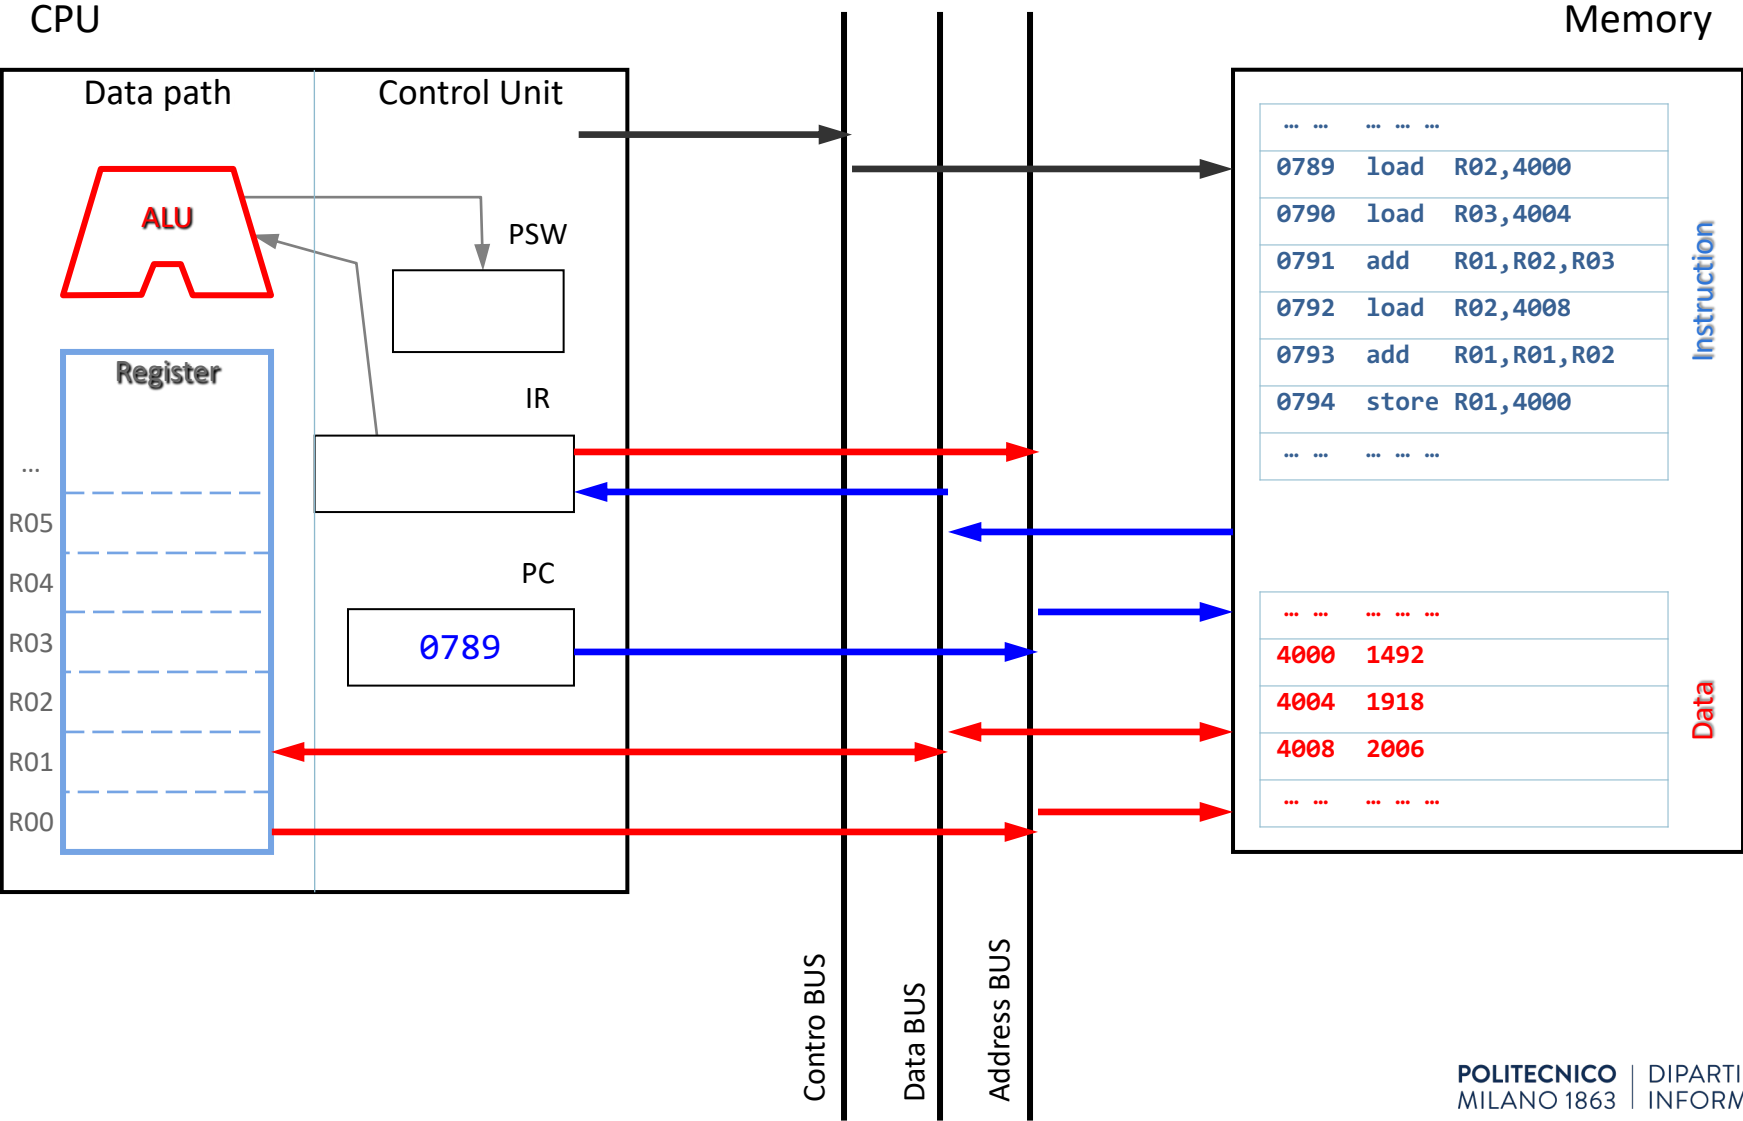 CPU
Memory
Data path
Control Unit
ALU
PSW
Register
IR
PC
0789
...
R05
R04
R03
R02
R01
R00
Contro BUS
Data BUS
Address BUS
… … … … …
0789 load R02,4000
0790 load R03,4004
0791 add R01,R02,R03
0792 load R02,4008
0793 add R01,R01,R02
0794 store R01,4000
… … … … …
Instruction
… … … … …
4000 1492
4004 1918
4008 2006
… … … … …
Data
POLITECNICO
MILANO 1863
DIPARTI
INFORM